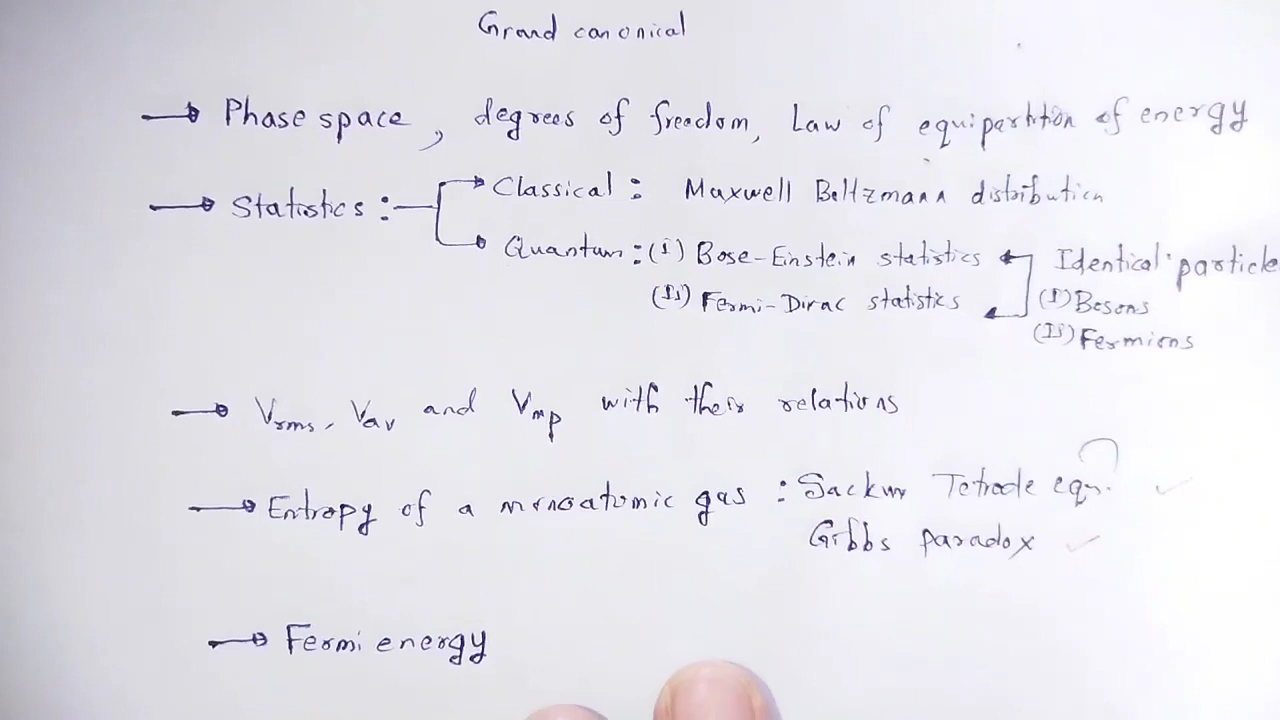 Grand canonical
→ Phase space, degrees of freedom, Law of equipartition of energy
→ Statistics :→ Classical : Maxwell Boltzmann distribution
→ Quantum : (I) Bose-Einstein statistics ← Identical particle
(II) Fermi-Dirac statistics ← (I) Bosons
(II) Fermions
→ Vrms, Vav and Vmp with their relations
→ Entropy of a monoatomic gas : Sackur Tetrode eqn.
Gibbs paradox
→ Fermi energy